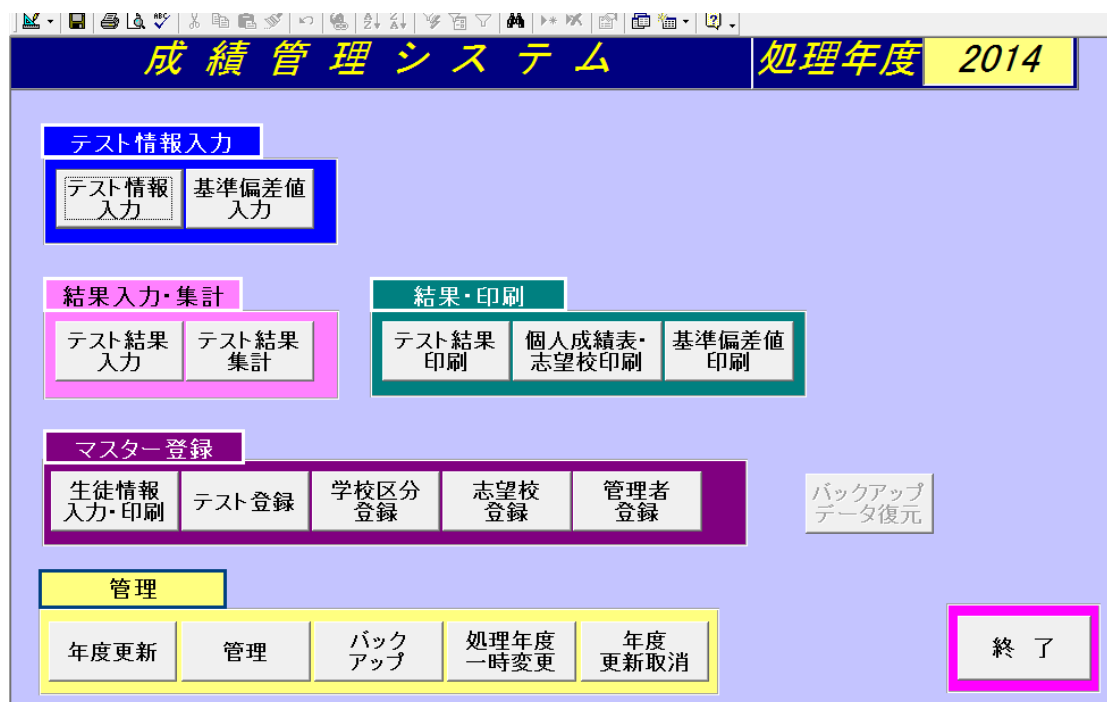 成績管理システム
処理年度
2014
テスト情報入力
テスト情報
入力
基準偏差値
入力
結果入力・集計
テスト結果
入力
テスト結果
集計
結果・印刷
テスト結果
印刷
個人成績表・
志望校印刷
基準偏差値
印刷
マスター登録
生徒情報
入力・印刷
テスト登録
学校区分
登録
志望校
登録
管理者
登録
バックアップ
データ復元
管理
年度更新
管理
バック
アップ
処理年度
一時変更
年度
更新取消
終了